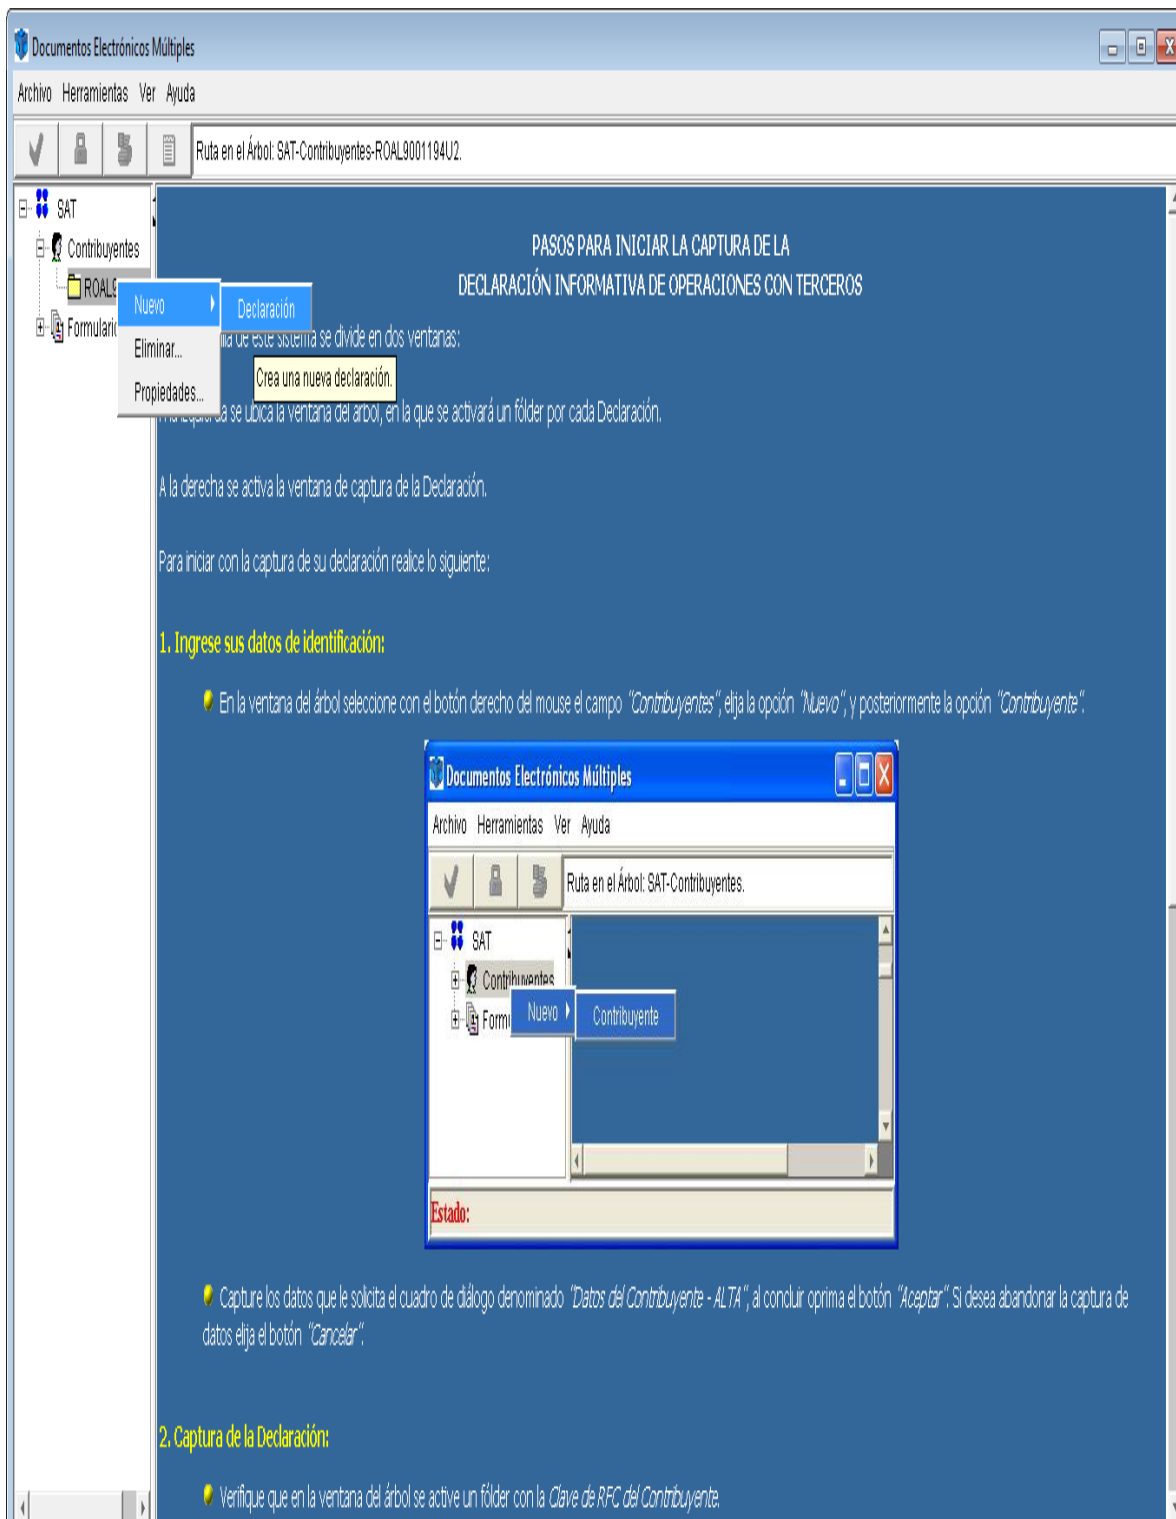 Documentos Electrónicos Múltiples
Archivo Herramientas Ver Ayuda
Ruta en el Árbol: SAT-Contribuyentes-ROAL9001194U2.
SAT
Contribuyentes
Nuevo
Declaración
Eliminar...
Propiedades...
Crea una nueva declaración.
PASOS PARA INICIAR LA CAPTURA DE LA
DECLARACIÓN INFORMATIVA DE OPERACIONES CON TERCEROS
de este sistema se divide en dos ventanas:
se ubica la ventana del árbol, en la que se activará un fólder por cada Declaración.
A la derecha se activa la ventana de captura de la Declaración.
Para iniciar con la captura de su declaración realice lo siguiente:
1. Ingrese sus datos de identificación:
En la ventana del árbol seleccione con el botón derecho del mouse el campo "Contribuyentes", elija la opción "Nuevo", y posteriormente la opción "Contribuyente".
Documentos Electrónicos Múltiples
Archivo Herramientas Ver Ayuda
Ruta en el Árbol: SAT-Contribuyentes.
SAT
Contribuyentes
Nuevo
Contribuyente
Estado:
Capture los datos que le solicita el cuadro de diálogo denominado "Datos del Contribuyente - ALTA", al concluir oprima el botón "Aceptar". Si desea abandonar la captura de
datos elija el botón "Cancelar".
2. Captura de la Declaración:
Verifique que en la ventana del árbol se active un fólder con la Clave de RFC del Contribuyente.